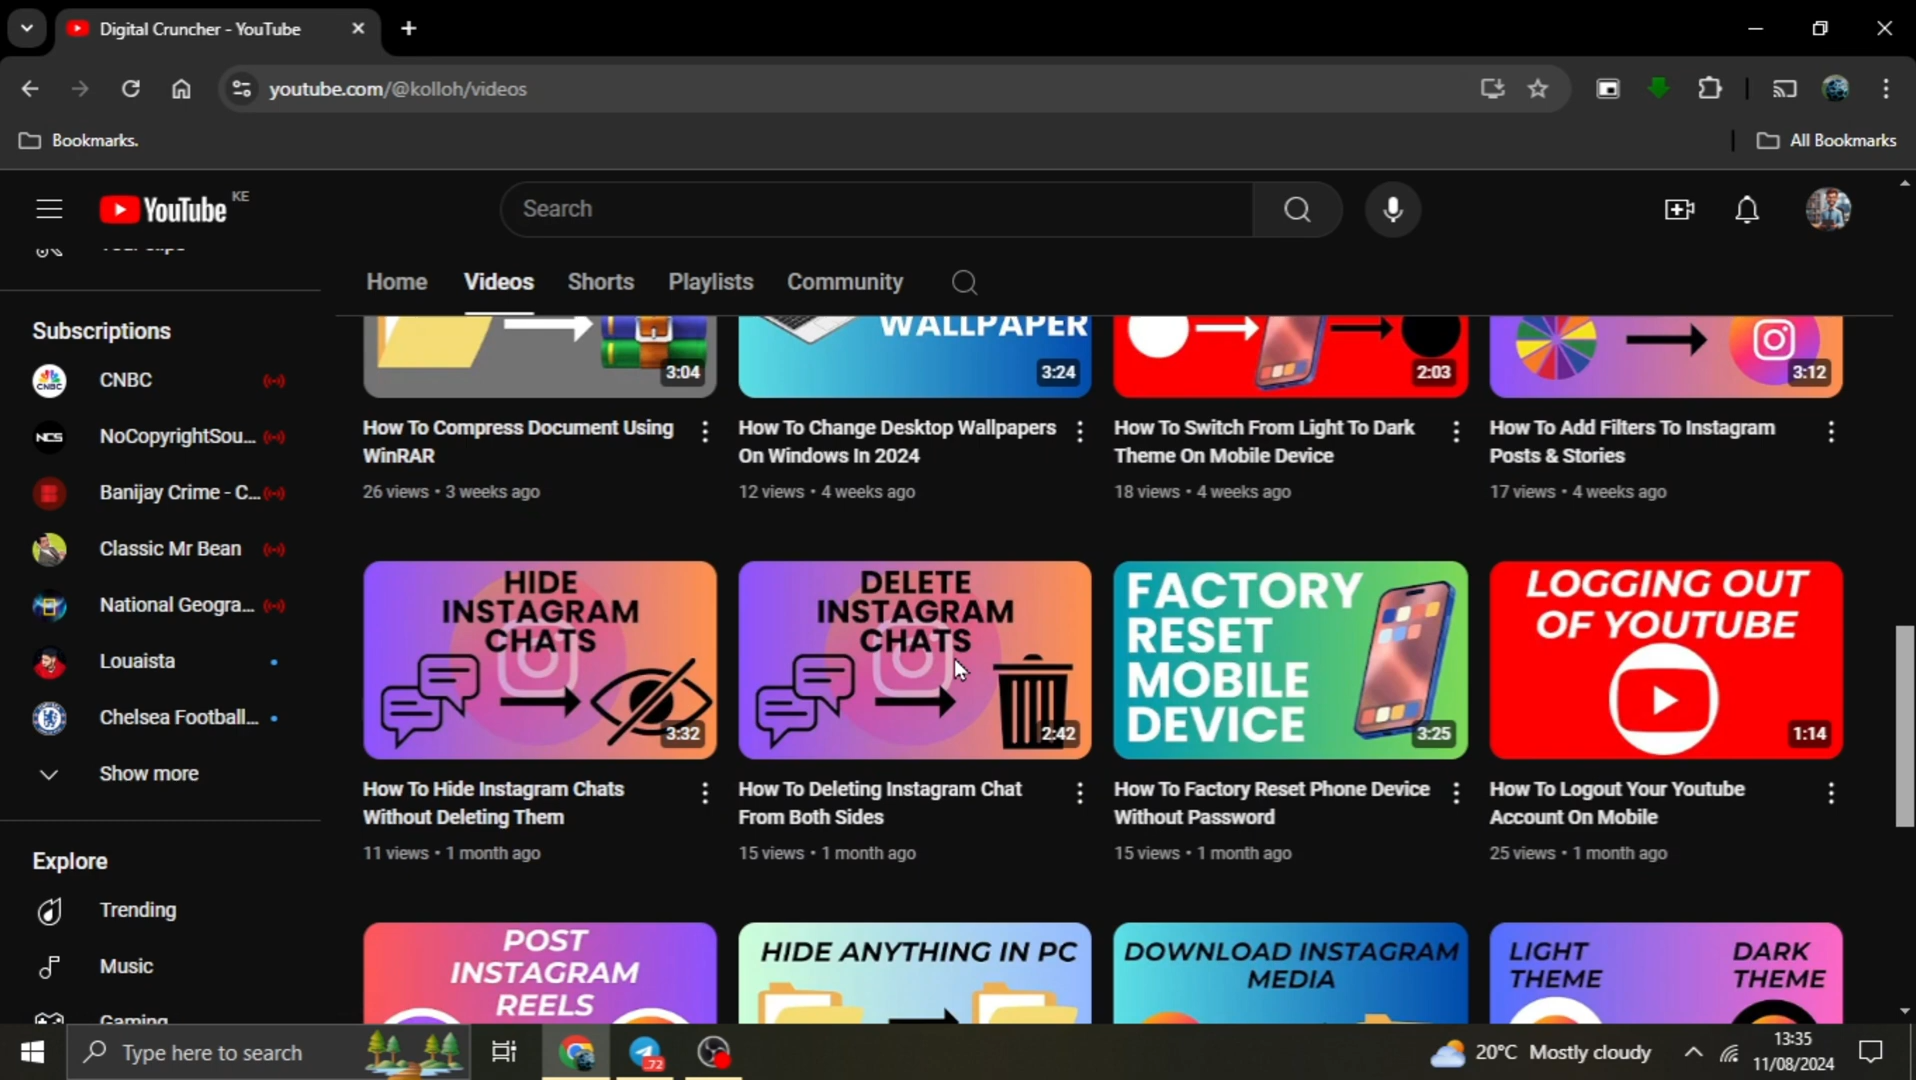 Digital Cruncher - YouTube
youtube.com/@kolloh/videos
Bookmarks.
All Bookmarks
YouTube KE
Search
Home
Videos
Shorts
Playlists
Community
Subscriptions
CNBC
NCS
NoCopyrightSou...
Banijay Crime - C...
Classic Mr Bean
National Geogra...
Louaista
Chelsea Football...
Show more
Explore
Trending
Music
Gaming
3:04
How To Compress Document Using
WinRAR
26 views • 3 weeks ago
WALLPAPER
3:24
How To Change Desktop Wallpapers
On Windows In 2024
12 views • 4 weeks ago
2:03
How To Switch From Light To Dark
Theme On Mobile Device
18 views • 4 weeks ago
3:12
How To Add Filters To Instagram
Posts & Stories
17 views • 4 weeks ago
HIDE
INSTAGRAM
CHATS
3:32
How To Hide Instagram Chats
Without Deleting Them
11 views • 1 month ago
DELETE
INSTAGRAM
CHATS
2:42
How To Deleting Instagram Chat
From Both Sides
15 views • 1 month ago
FACTORY
RESET
MOBILE
DEVICE
3:25
How To Factory Reset Phone Device
Without Password
15 views • 1 month ago
LOGGING OUT
OF YOUTUBE
1:14
How To Logout Your Youtube
Account On Mobile
25 views • 1 month ago
POST
INSTAGRAM
REELS
HIDE ANYTHING IN PC
DOWNLOAD INSTAGRAM
MEDIA
LIGHT
THEME
DARK
THEME
Type here to search
72
20°C Mostly cloudy
13:35
11/08/2024